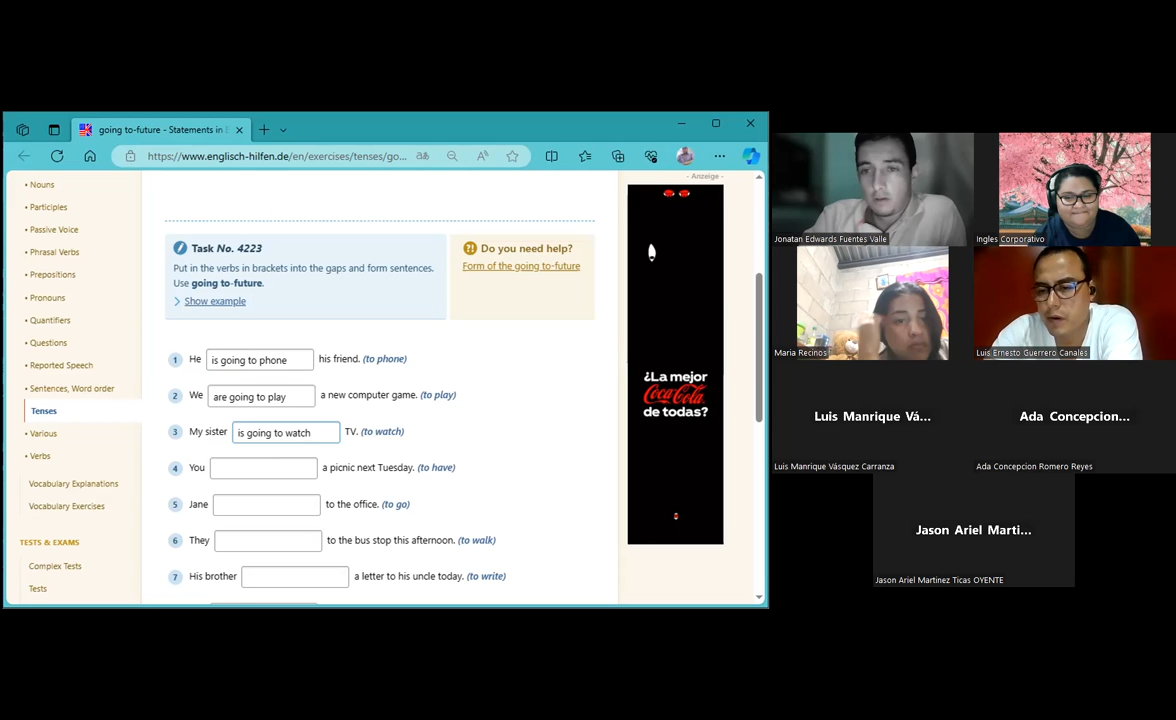 going to-future - Statements in E
https://www.englisch-hilfen.de/en/exercises/tenses/go...
• Nouns
• Participles
• Passive Voice
• Phrasal Verbs
• Prepositions
• Pronouns
• Quantifiers
• Questions
• Reported Speech
• Sentences, Word order
Tenses
• Various
• Verbs
Vocabulary Explanations
Vocabulary Exercises
TESTS & EXAMS
Complex Tests
Tests
Task No. 4223
Put in the verbs in brackets into the gaps and form sentences.
Use going to-future.
Show example
Do you need help?
Form of the going to-future
1 He is going to phone his friend. (to phone)
2 We are going to play a new computer game. (to play)
3 My sister is going to watch TV. (to watch)
4 You a picnic next Tuesday. (to have)
5 Jane to the office. (to go)
6 They to the bus stop this afternoon. (to walk)
7 His brother a letter to his uncle today. (to write)
- Anzeige -
¿La mejor
Coca-Cola
de todas?
Jonatan Edwards Fuentes Valle
Ingles Corporativo
Maria Recinos
Luis Ernesto Guerrero Canales
Luis Manrique Vá...
Luis Manrique Vásquez Carranza
Ada Concepcion...
Ada Concepcion Romero Reyes
Jason Ariel Marti...
Jason Ariel Martinez Ticas OYENTE